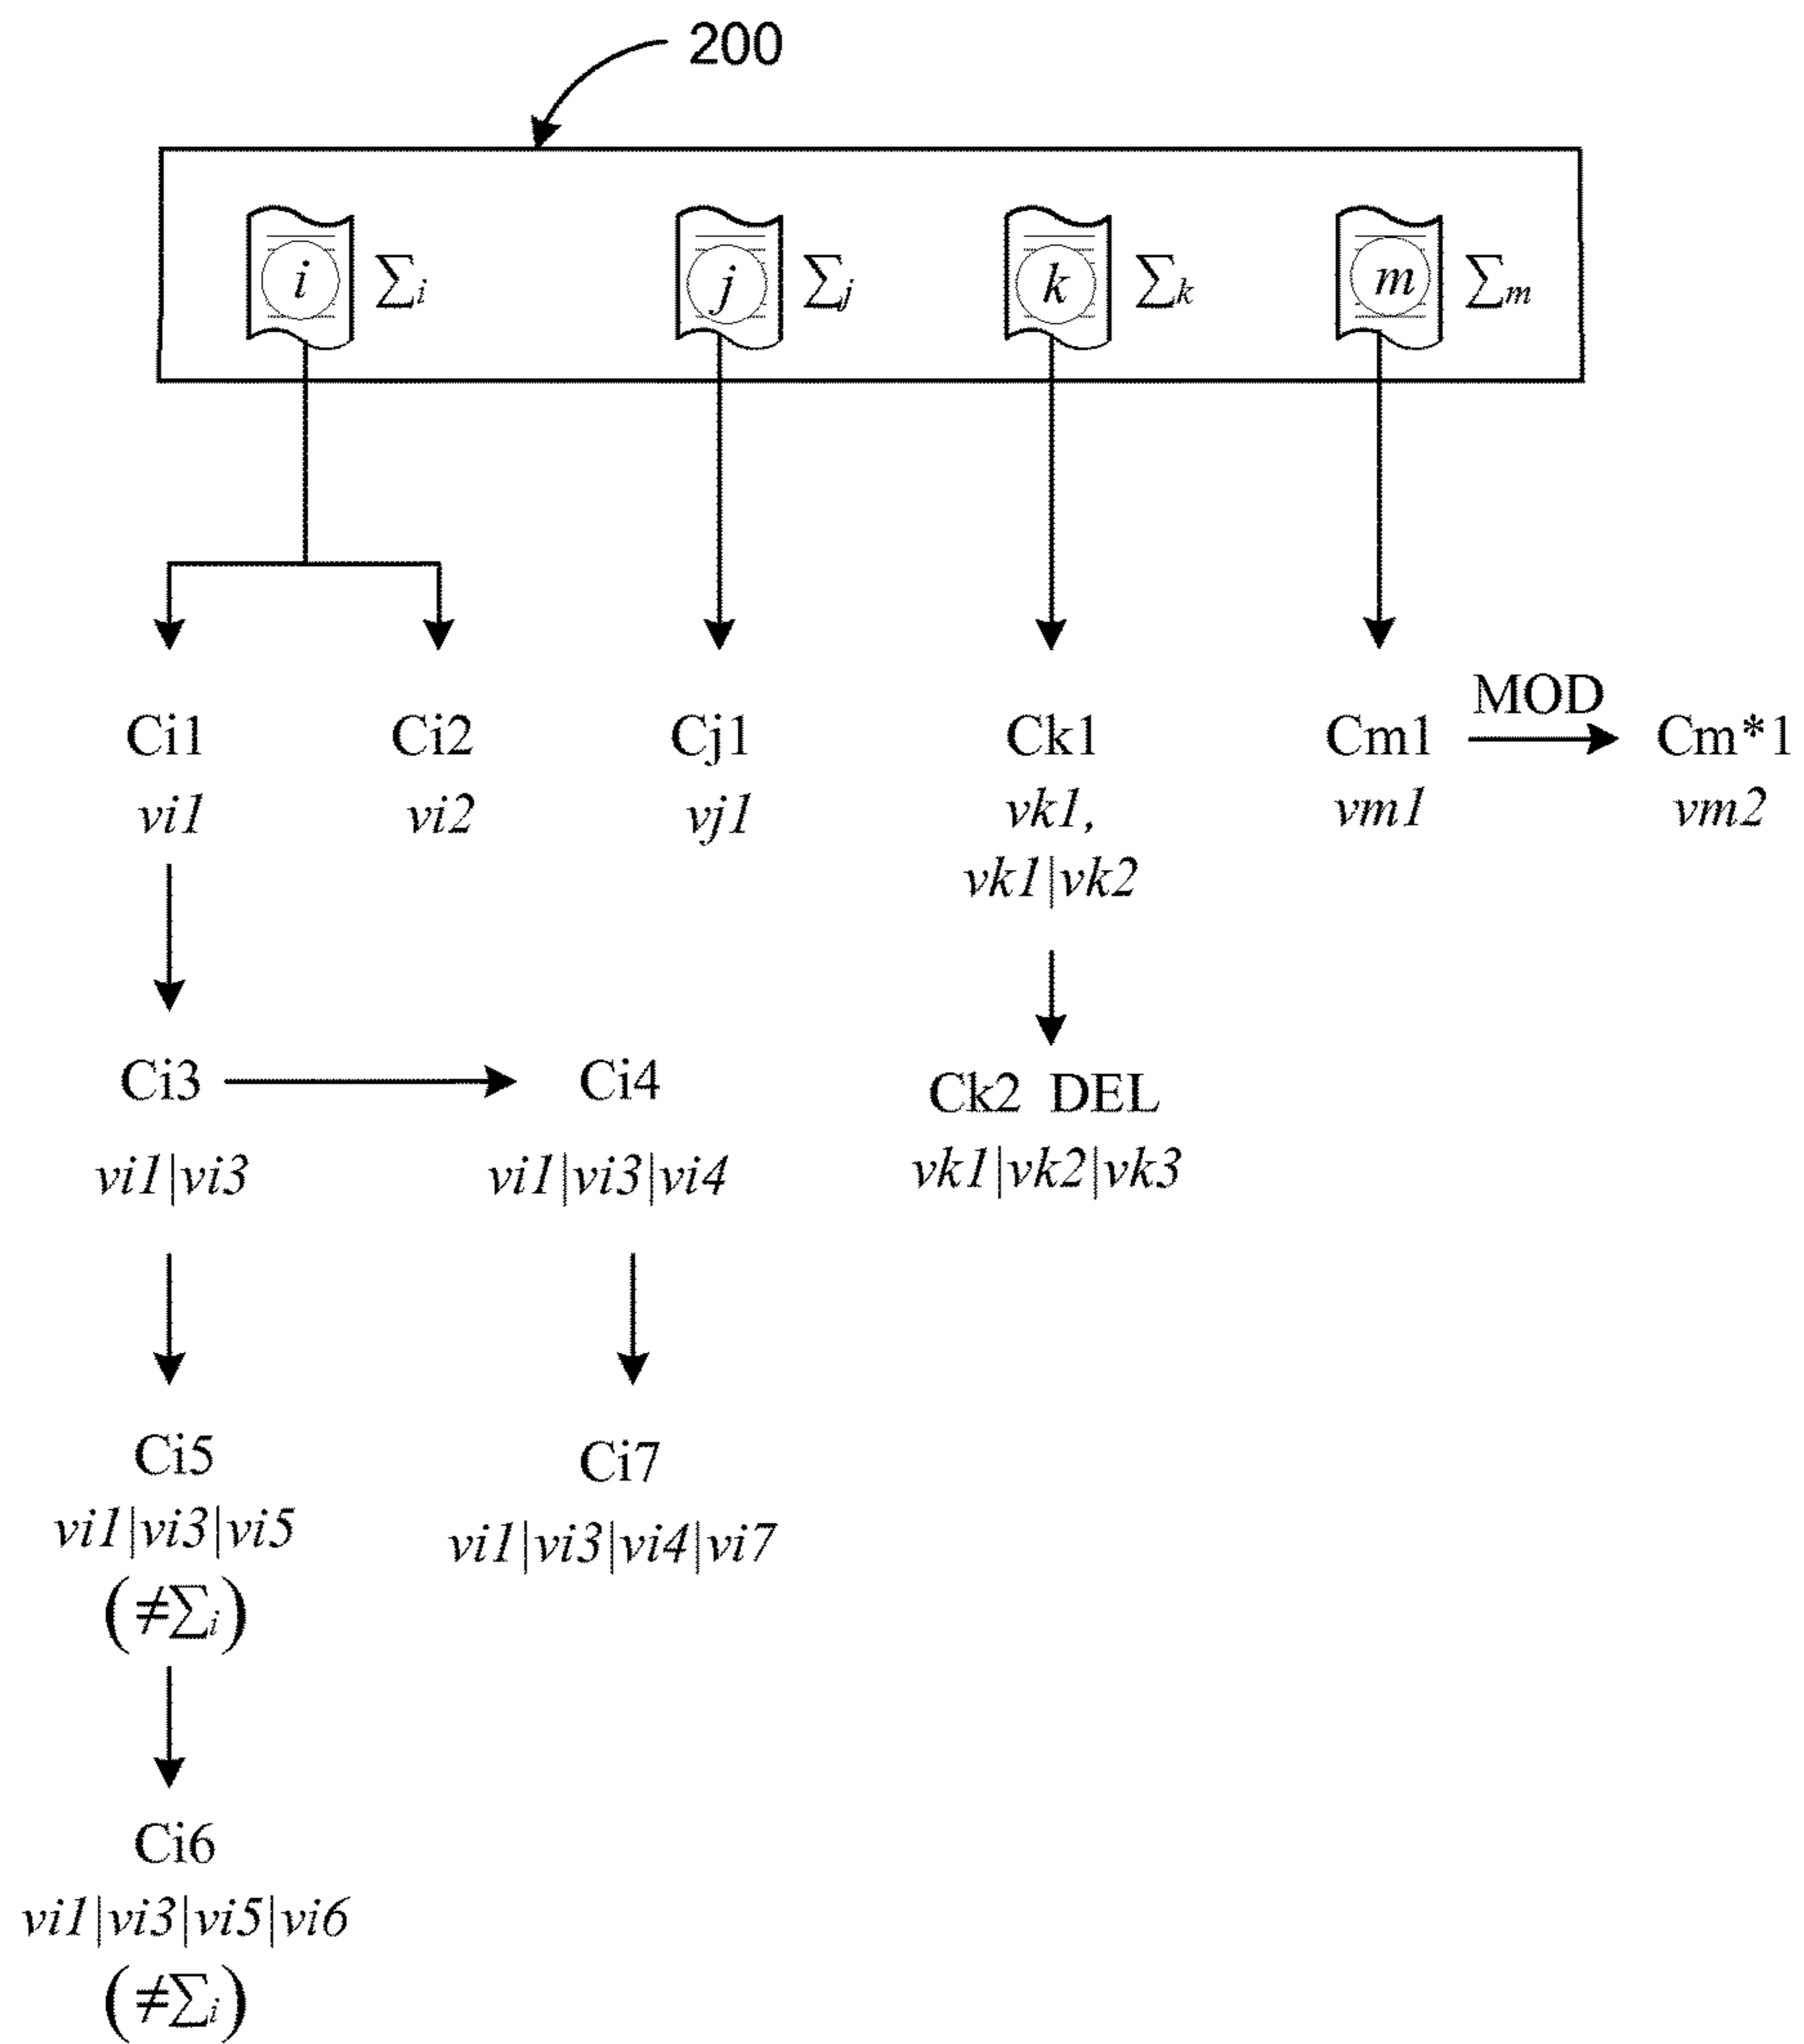 200
i ∑i j ∑j k ∑k m ∑m
MOD
Ci1 Ci2 Cj1 Ck1 Cm1 Cm*1
vi1 vi2 vj1 vk1, vm1 vm2
vk1|vk2
Ci3 Ci4 Ck2 DEL
vi1|vi3 vi1|vi3|vi4 vk1|vk2|vk3
Ci5 Ci7
vi1|vi3|vi5 vi1|vi3|vi4|vi7
(≠∑i)
Ci6
vi1|vi3|vi5|vi6
(≠∑i)